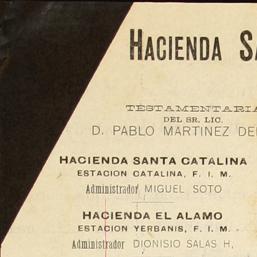 HACIENDA SA
TESTAMENTARIA
DEL SR. LIC.
D. PABLO MARTINEZ DE
HACIENDA SANTA CATALINA
ESTACION CATALINA, F. I. M.
Administrador MIGUEL SOTO
HACIENDA EL ALAMO
ESTACION YERBANIS, F. I. M.
Administrador DIONISIO SALAS H,